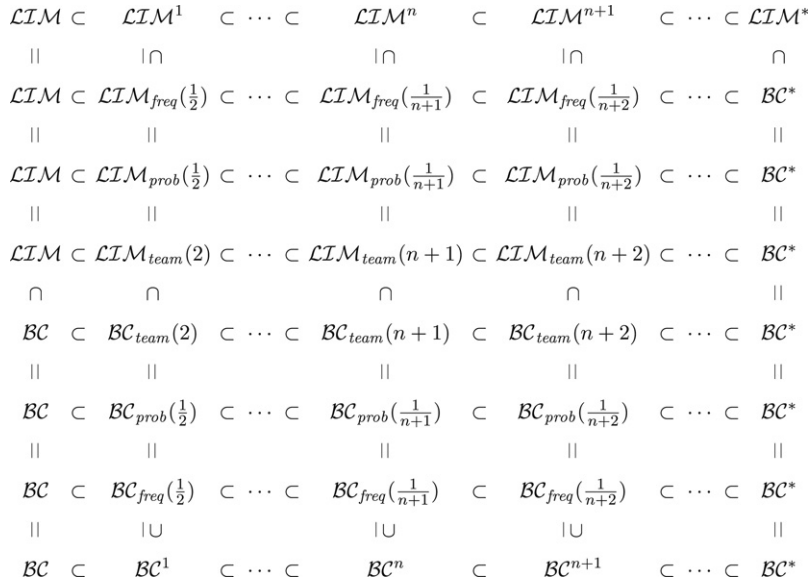 ℒℐℳ ⊂ ℒℐℳ¹ ⊂ ⋯ ⊂ ℒℐℳⁿ ⊂ ℒℐℳⁿ⁺¹ ⊂ ⋯ ⊂ ℒℐℳ*
|| |∩ |∩ |∩ ∩
ℒℐℳ ⊂ ℒℐℳ_freq(1/2) ⊂ ⋯ ⊂ ℒℐℳ_freq(1/(n+1)) ⊂ ℒℐℳ_freq(1/(n+2)) ⊂ ⋯ ⊂ ℬ𝒞*
|| || || || ||
ℒℐℳ ⊂ ℒℐℳ_prob(1/2) ⊂ ⋯ ⊂ ℒℐℳ_prob(1/(n+1)) ⊂ ℒℐℳ_prob(1/(n+2)) ⊂ ⋯ ⊂ ℬ𝒞*
|| || || || ||
ℒℐℳ ⊂ ℒℐℳ_team(2) ⊂ ⋯ ⊂ ℒℐℳ_team(n + 1) ⊂ ℒℐℳ_team(n + 2) ⊂ ⋯ ⊂ ℬ𝒞*
∩ ∩ ∩ ∩ ||
ℬ𝒞 ⊂ ℬ𝒞_team(2) ⊂ ⋯ ⊂ ℬ𝒞_team(n + 1) ⊂ ℬ𝒞_team(n + 2) ⊂ ⋯ ⊂ ℬ𝒞*
|| || || || ||
ℬ𝒞 ⊂ ℬ𝒞_prob(1/2) ⊂ ⋯ ⊂ ℬ𝒞_prob(1/(n+1)) ⊂ ℬ𝒞_prob(1/(n+2)) ⊂ ⋯ ⊂ ℬ𝒞*
|| || || || ||
ℬ𝒞 ⊂ ℬ𝒞_freq(1/2) ⊂ ⋯ ⊂ ℬ𝒞_freq(1/(n+1)) ⊂ ℬ𝒞_freq(1/(n+2)) ⊂ ⋯ ⊂ ℬ𝒞*
|| |∪ |∪ |∪ ||
ℬ𝒞 ⊂ ℬ𝒞¹ ⊂ ⋯ ⊂ ℬ𝒞ⁿ ⊂ ℬ𝒞ⁿ⁺¹ ⊂ ⋯ ⊂ ℬ𝒞*